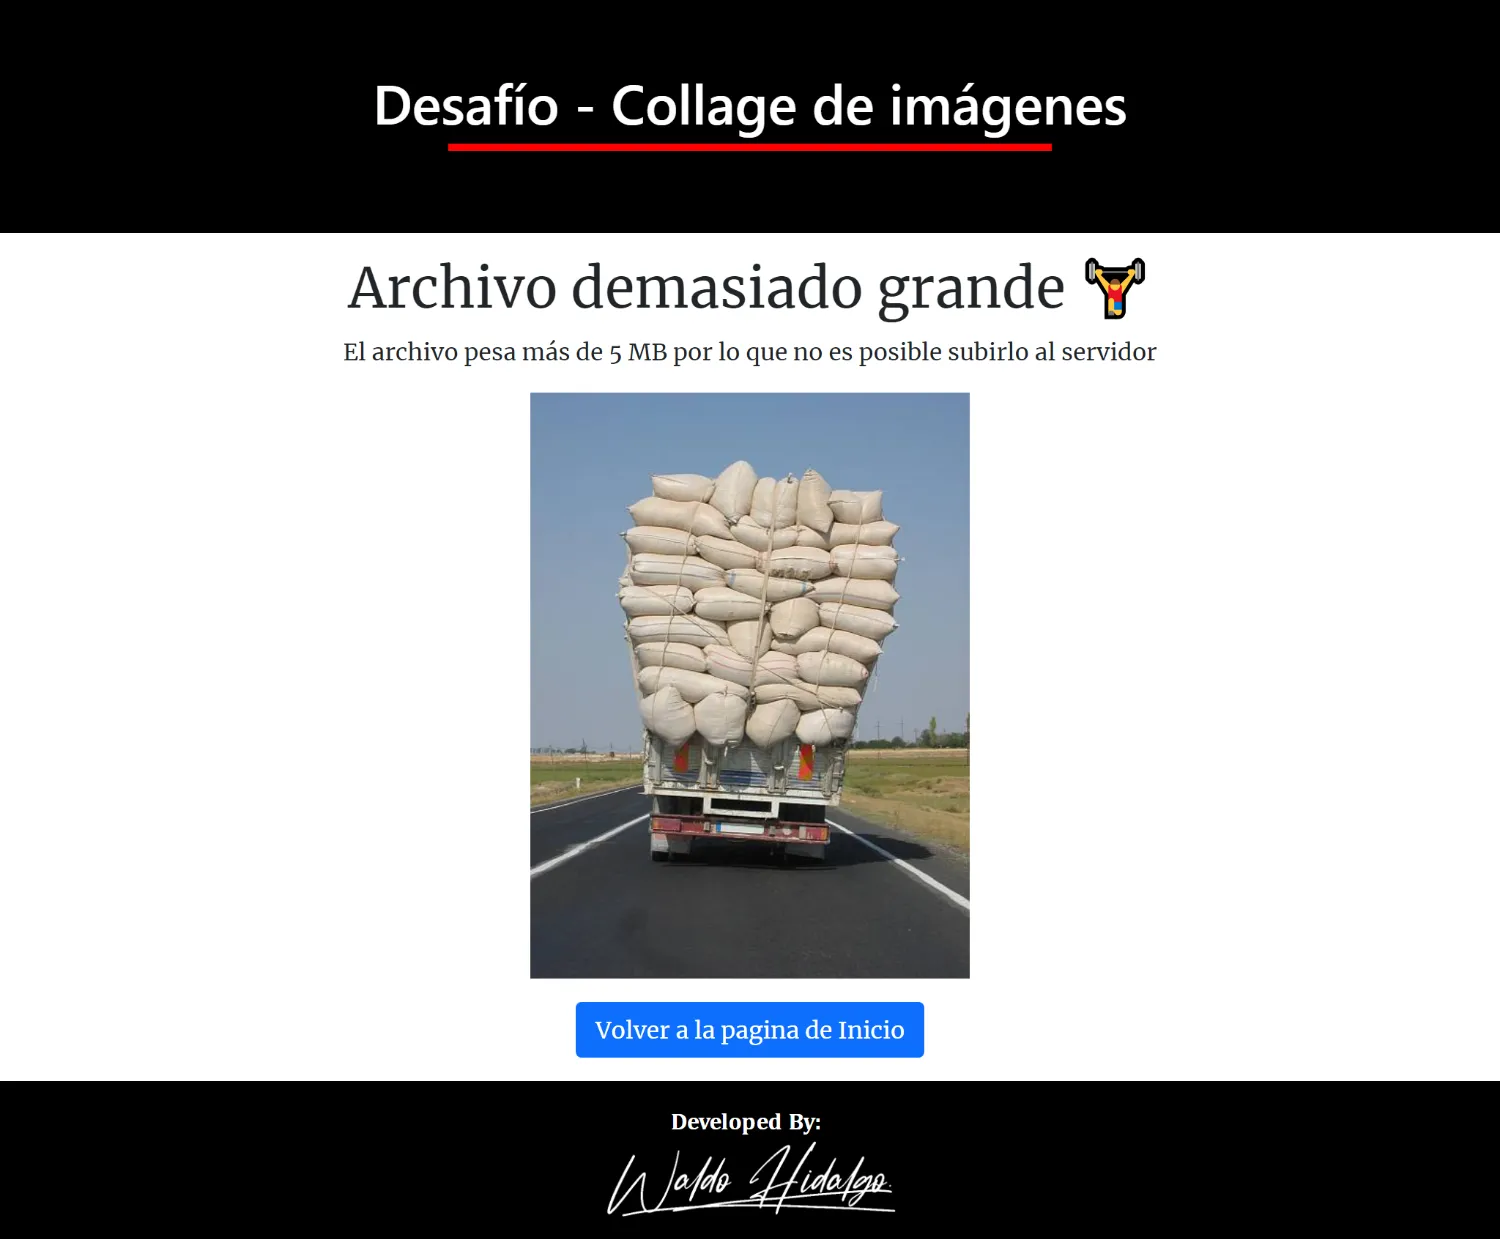 Desafío - Collage de imágenes
Archivo demasiado grande 🏋️
El archivo pesa más de 5 MB por lo que no es posible subirlo al servidor
Volver a la pagina de Inicio
Developed By:
Waldo Hidalgo.